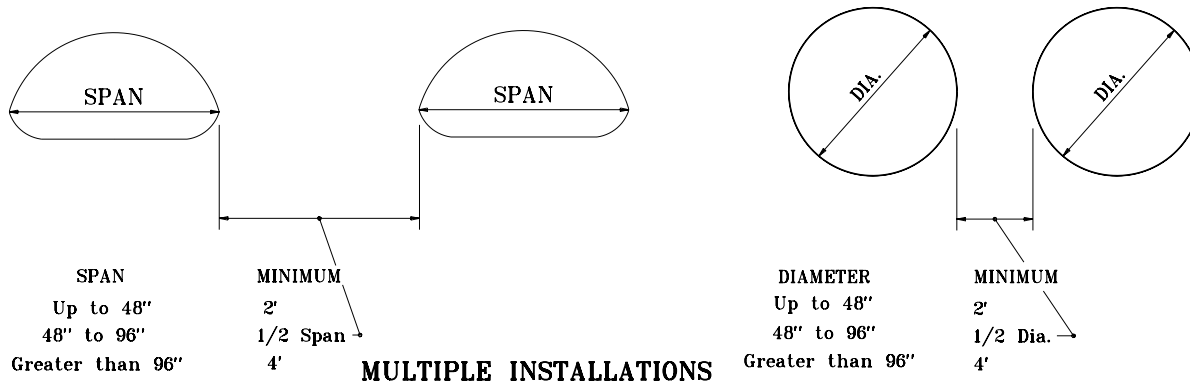 SPAN
SPAN
DIA.
DIA.
SPAN MINIMUM
Up to 48" 2'
48" to 96" 1/2 Span
Greater than 96" 4'
DIAMETER MINIMUM
Up to 48" 2'
48" to 96" 1/2 Dia.
Greater than 96" 4'
MULTIPLE INSTALLATIONS